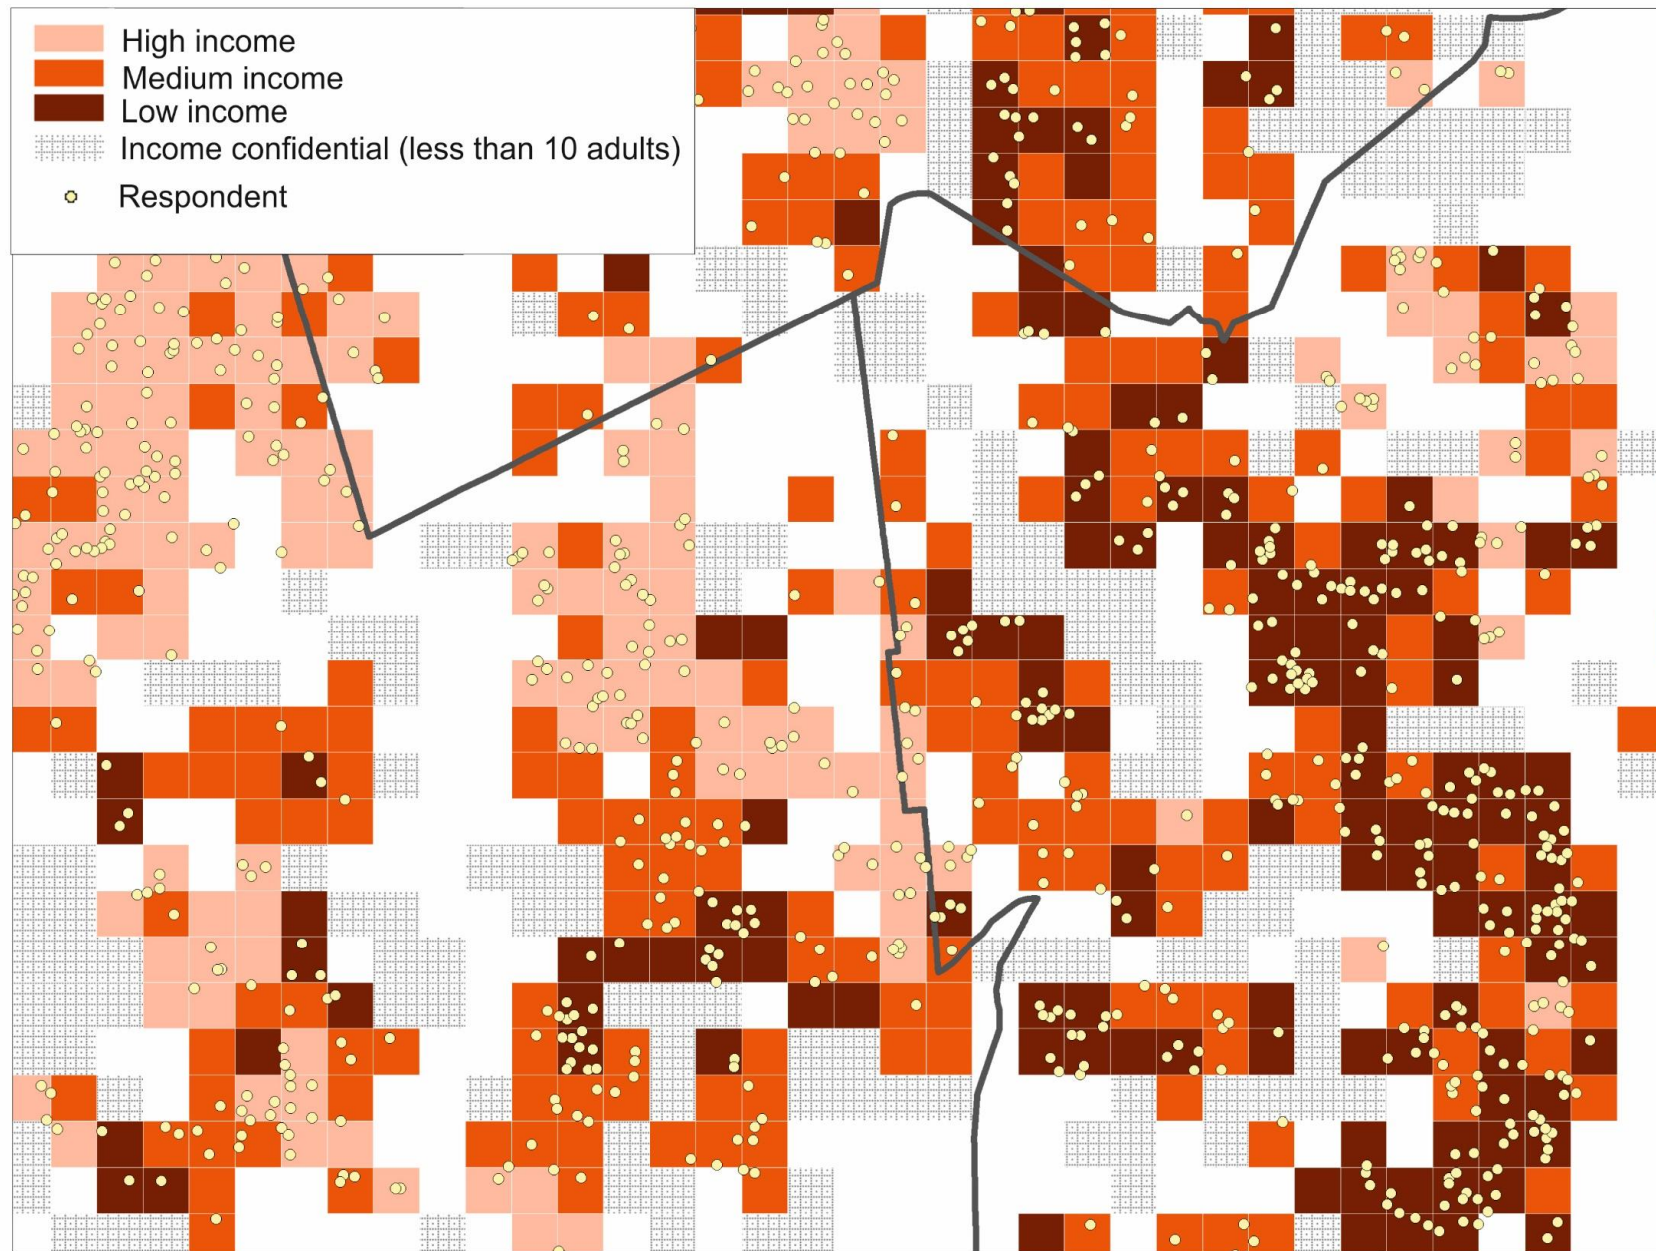 High income
Medium income
Low income
Income confidential (less than 10 adults)
Respondent